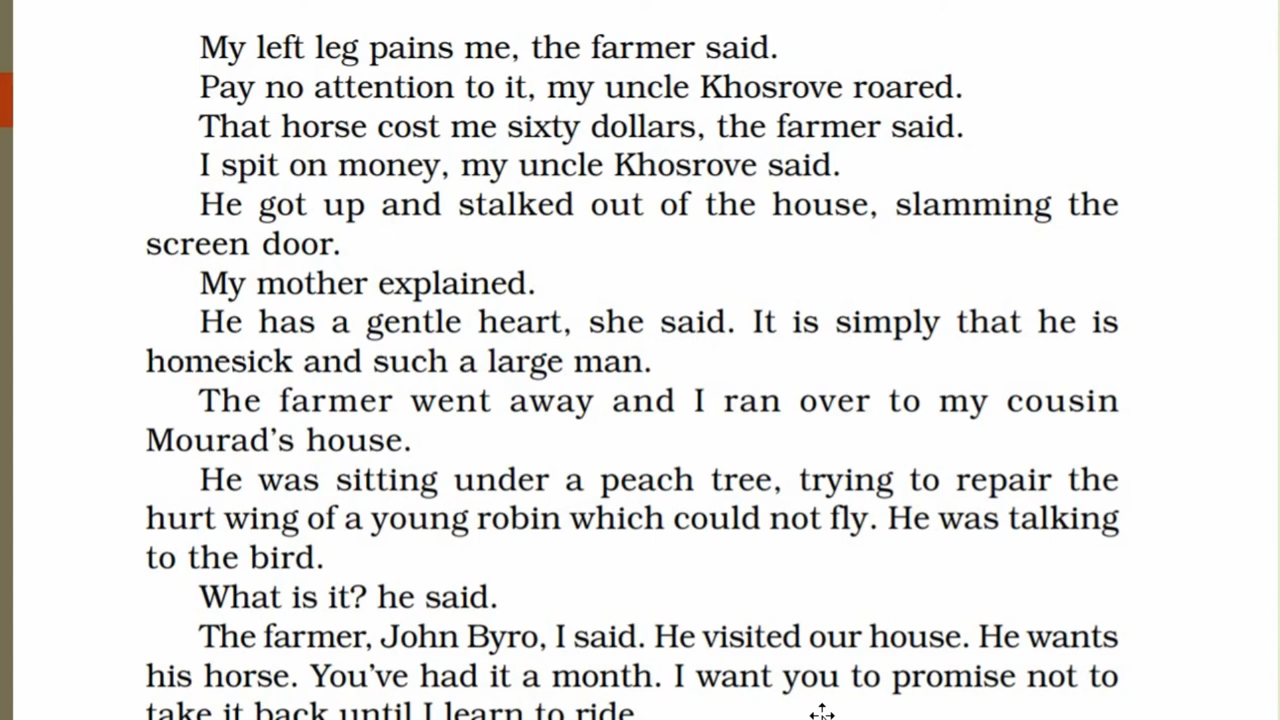 My left leg pains me, the farmer said.
Pay no attention to it, my uncle Khosrove roared.
That horse cost me sixty dollars, the farmer said.
I spit on money, my uncle Khosrove said.
He got up and stalked out of the house, slamming the
screen door.
My mother explained.
He has a gentle heart, she said. It is simply that he is
homesick and such a large man.
The farmer went away and I ran over to my cousin
Mourad’s house.
He was sitting under a peach tree, trying to repair the
hurt wing of a young robin which could not fly. He was talking
to the bird.
What is it? he said.
The farmer, John Byro, I said. He visited our house. He wants
his horse. You’ve had it a month. I want you to promise not to
take it back until I learn to ride.